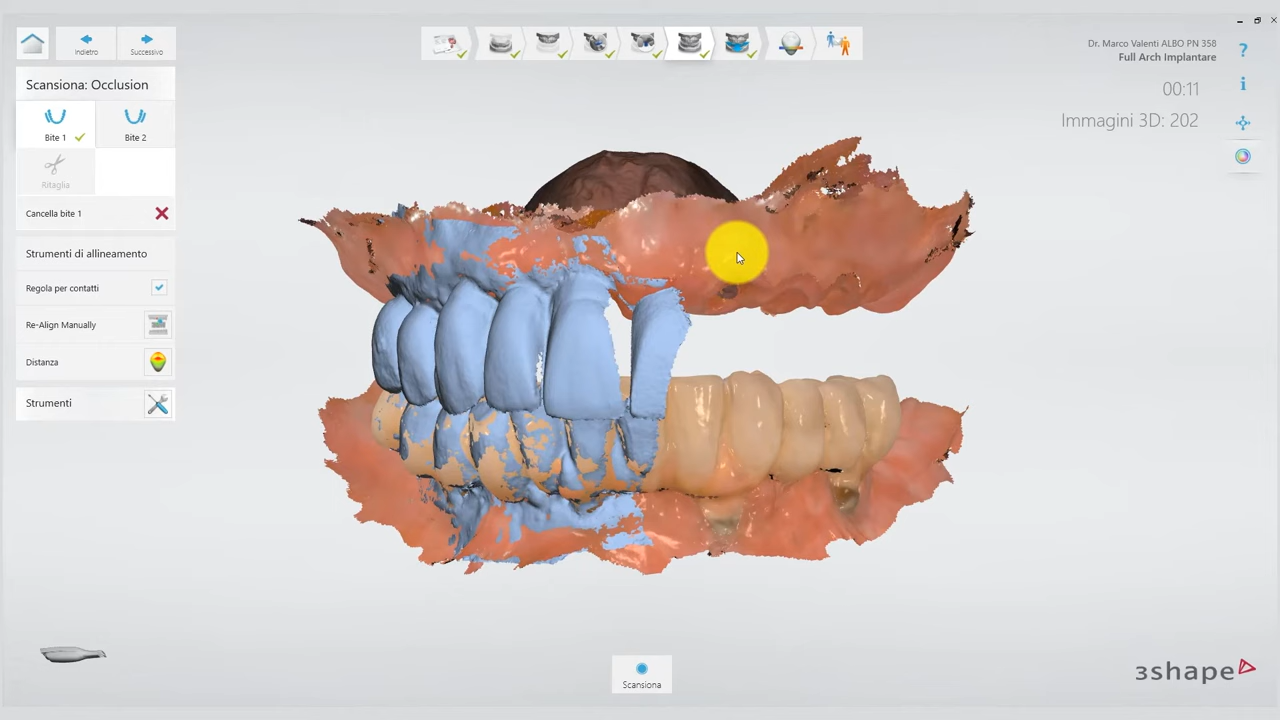 Indietro
Successivo
Scansiona: Occlusion
Bite 1
Bite 2
Ritaglia
Cancella bite 1
Strumenti di allineamento
Regola per contatti
Re-Align Manually
Distanza
Strumenti
Dr. Marco Valenti ALBO PN 358
Full Arch Implantare
00:11
Immagini 3D: 202
?
i
Scansiona
3shape